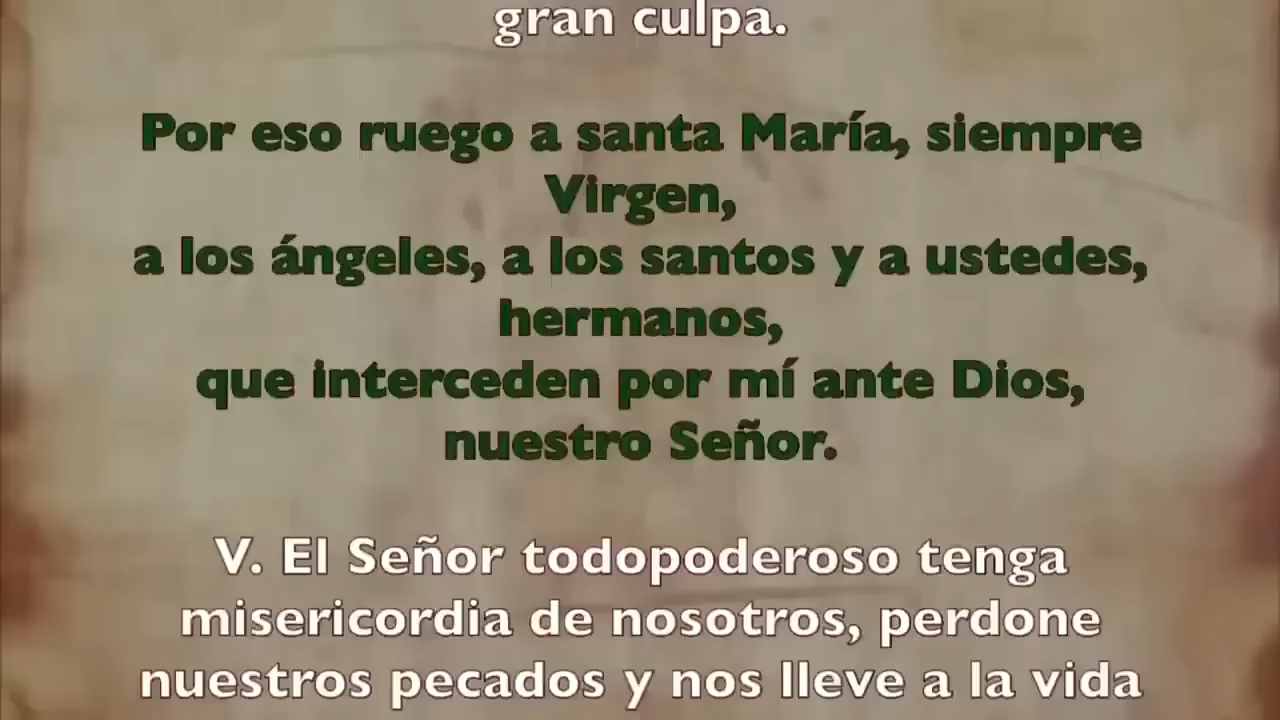 gran culpa.
Por eso ruego a santa María, siempre
Virgen,
a los ángeles, a los santos y a ustedes,
hermanos,
que interceden por mí ante Dios,
nuestro Señor.
V. El Señor todopoderoso tenga
misericordia de nosotros, perdone
nuestros pecados y nos lleve a la vida